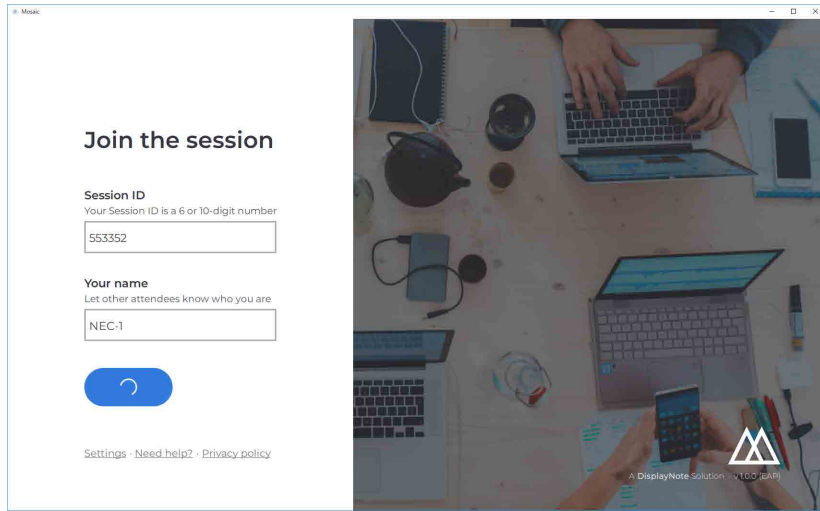 Mosaic
Join the session
Session ID
Your Session ID is a 6 or 10-digit number
553352
Your name
Let other attendees know who you are
NEC-1
Settings · Need help? · Privacy policy
A DisplayNote Solution - v1.0.0 (EAP)